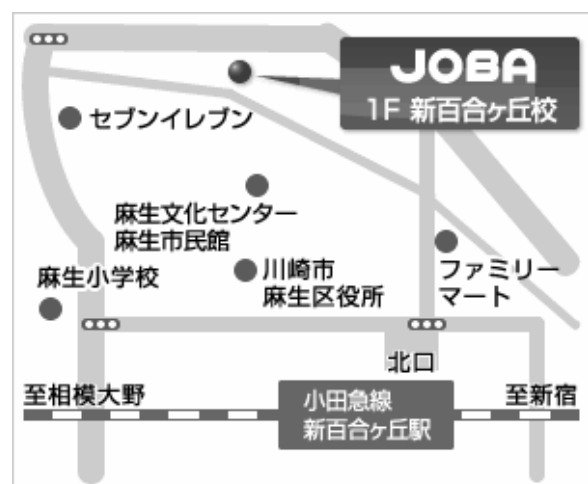 JOBA
1F 新百合ヶ丘校
セブンイレブン
麻生文化センター
麻生市民館
川崎市
麻生区役所
ファミリー
マート
麻生小学校
北口
至相模大野
小田急線
新百合ヶ丘駅
至新宿